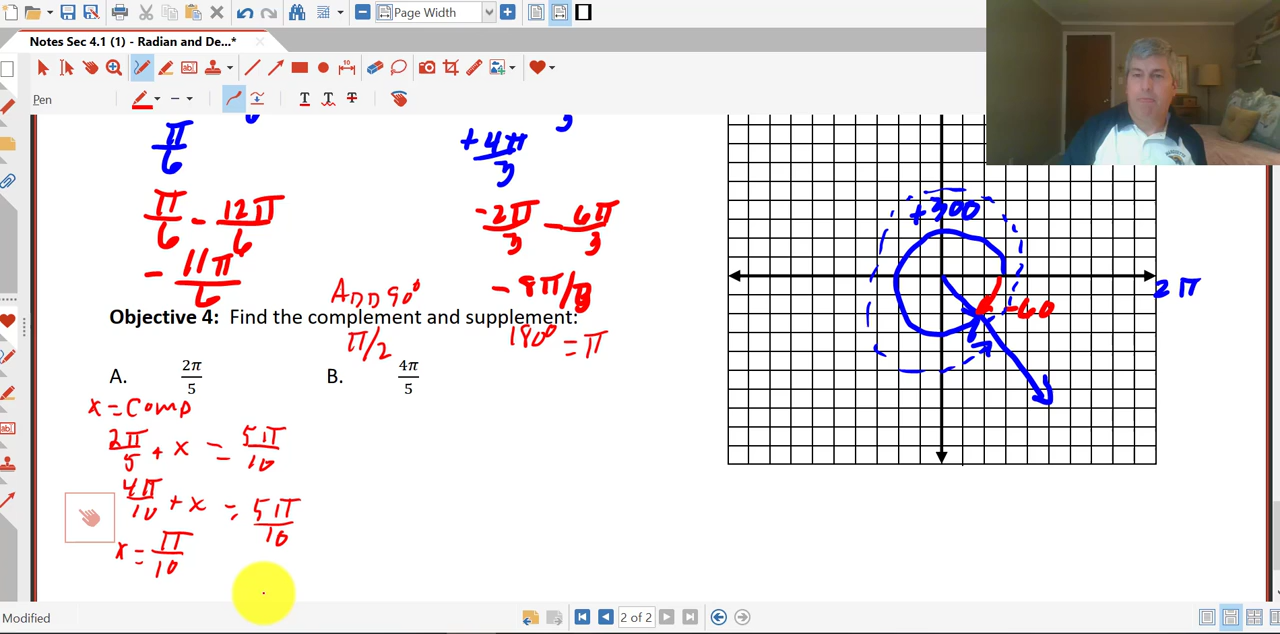 Page Width
Notes Sec 4.1 (1) - Radian and De...*
Pen
T T T
π/6
+4π/3
π/6 - 12π/6
- 11π/6
-2π/3 - 6π/3
- 8π/3
+300
-60
2π
ADD 90°
Objective 4: Find the complement and supplement:
π/2
180° = π
A. 2π/5
B. 4π/5
x = Comp
2π/5 + x = 5π/10
4π/10 + x = 5π/10
x = π/10
Modified
2 of 2